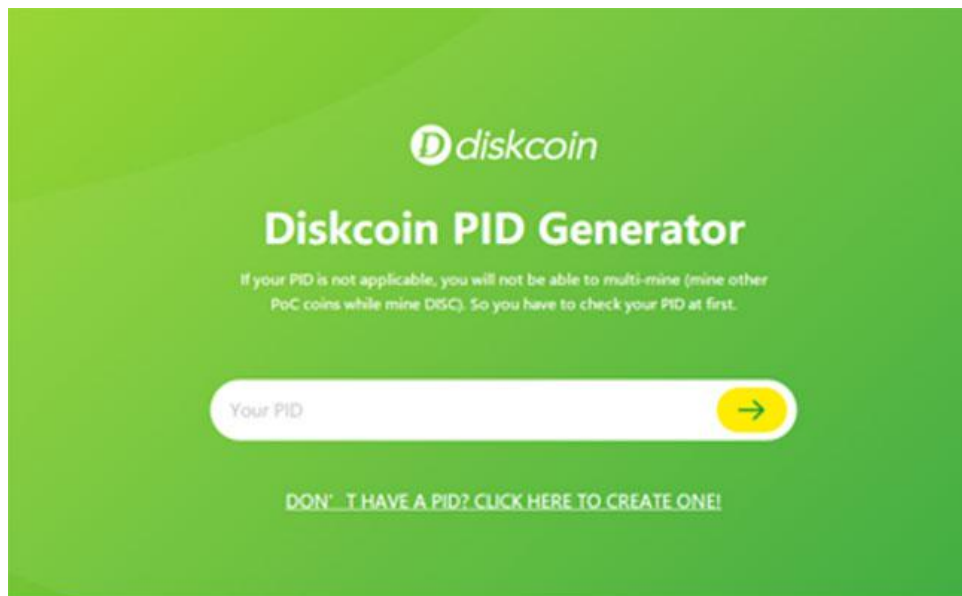 diskcoin
Diskcoin PID Generator
If your PID is not applicable, you will not be able to multi-mine (mine other
PoC coins while mine DISC). So you have to check your PID at first.
Your PID
DON' T HAVE A PID? CLICK HERE TO CREATE ONE!